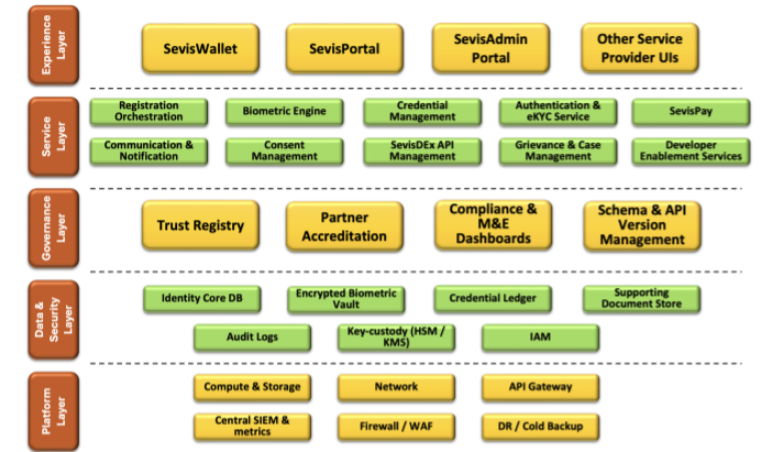 Experience
Layer
SevisWallet
SevisPortal
SevisAdmin
Portal
Other Service
Provider UIs
Service
Layer
Registration
Orchestration
Biometric Engine
Credential
Management
Authentication &
eKYC Service
SevisPay
Communication &
Notification
Consent
Management
SevisDEx API
Management
Grievance & Case
Management
Developer
Enablement Services
Governance
Layer
Trust Registry
Partner
Accreditation
Compliance &
M&E
Dashboards
Schema & API
Version
Management
Data &
Security
Layer
Identity Core DB
Encrypted Biometric
Vault
Credential Ledger
Supporting
Document Store
Audit Logs
Key-custody (HSM /
KMS)
IAM
Platform
Layer
Compute & Storage
Network
API Gateway
Central SIEM &
metrics
Firewall / WAF
DR / Cold Backup